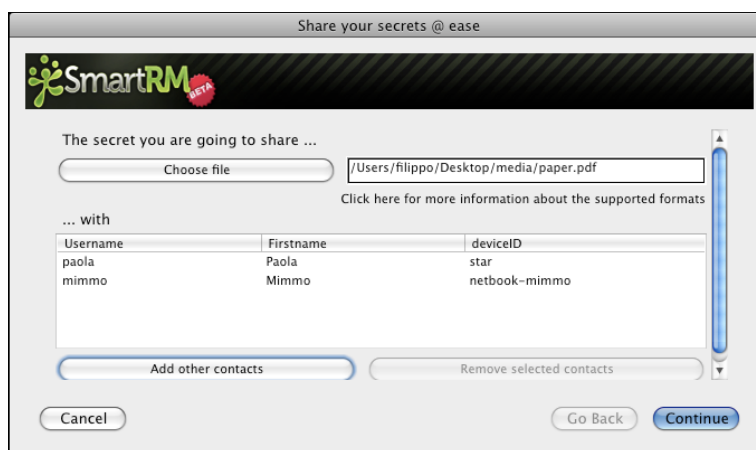 Share your secrets @ ease
SmartRM BETA
The secret you are going to share ...
Choose file /Users/filippo/Desktop/media/paper.pdf
Click here for more information about the supported formats
... with
Username Firstname deviceID
paola Paola star
mimmo Mimmo netbook-mimmo
Add other contacts Remove selected contacts
Cancel Go Back Continue